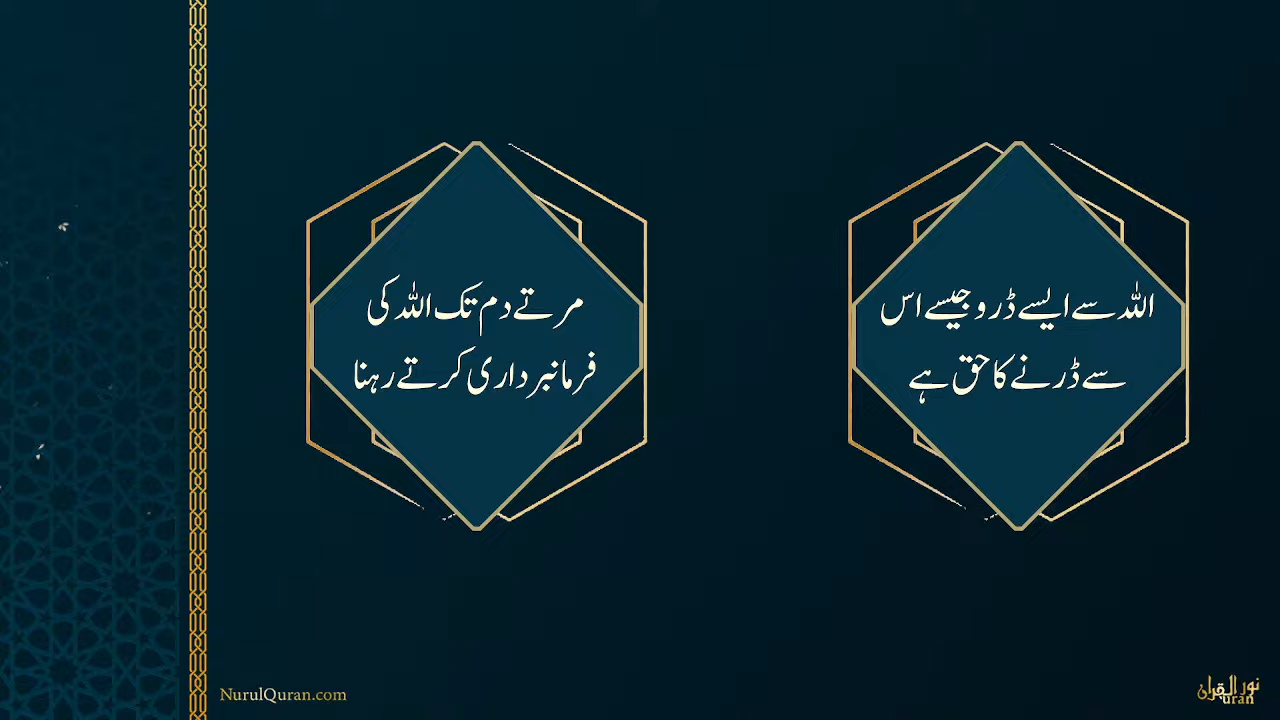 اللہ سے ایسے ڈرو جیسے اس
سے ڈرنے کا حق ہے
مرتے دم تک اللہ کی
فرمانبرداری کرتے رہنا
NurulQuran.com
نور القرآن
uran